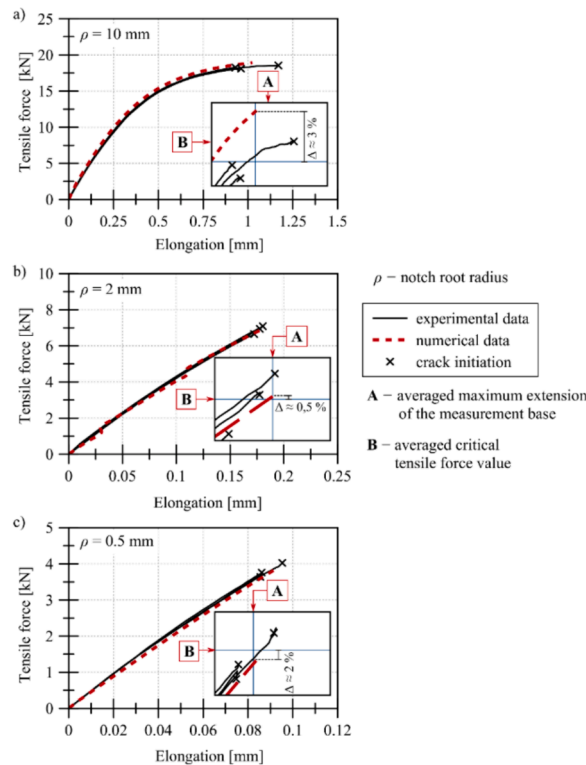 a)
ρ = 10 mm
Tensile force [kN]
25
20
15
10
5
0
A
B
Δ ≈ 3 %
0 0.25 0.5 0.75 1 1.25 1.5
Elongation [mm]
b)
ρ = 2 mm
Tensile force [kN]
10
8
6
4
2
0
A
B
Δ ≈ 0,5 %
0 0.05 0.1 0.15 0.2 0.25
Elongation [mm]
ρ − notch root radius
experimental data
numerical data
crack initiation
A − averaged maximum extension
of the measurement base
B − averaged critical
tensile force value
c)
ρ = 0.5 mm
Tensile force [kN]
5
4
3
2
1
0
A
B
Δ ≈ 2 %
0 0.02 0.04 0.06 0.08 0.1 0.12
Elongation [mm]